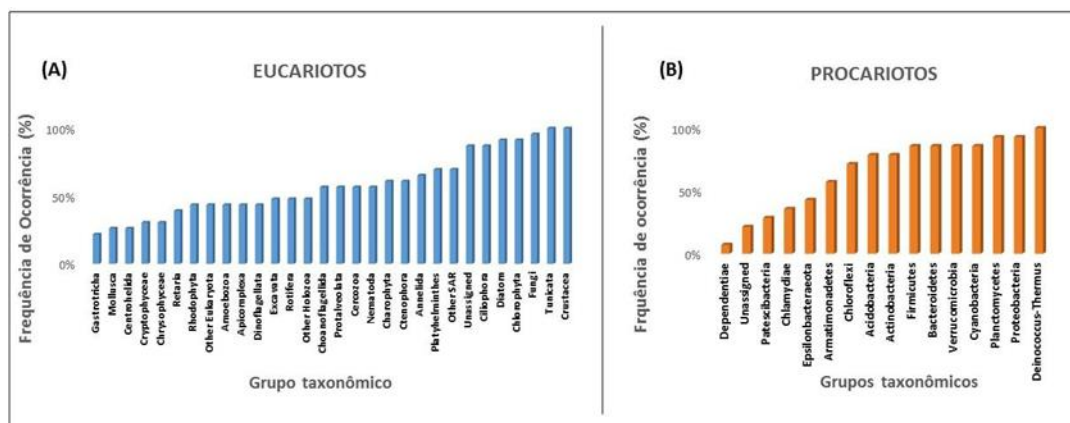 (A)
EUCARIOTOS
Frequência de Ocorrência (%)
100%
50%
0%
Gastrotricha
Mollusca
Centrohelida
Cryptophyceae
Chrysophyceae
Retaria
Rhodophyta
Other Eukaryota
Amoebozoa
Apicomplexa
Dinoflagellata
Excavata
Rotifera
Other Holozoa
Choanoflagellida
Protalveolata
Cercozoa
Nematoda
Charophyta
Ctenophora
Annelida
Platyhelminthes
Other SAR
Unassigned
Ciliophora
Diatom
Chlorophyta
Fungi
Tunicata
Crustacea
Grupo taxonômico
(B)
PROCARIOTOS
Frquência de ocorrência (%)
100%
50%
0%
Dependentiae
Unassigned
Patescibacteria
Chlamydiae
Epsilonbacteraeota
Armatimonadetes
Chloroflexi
Acidobacteria
Actinobacteria
Firmicutes
Bacteroidetes
Verrucomicrobia
Cyanobacteria
Planctomycetes
Proteobacteria
Deinococcus-Thermus
Grupos taxonômicos